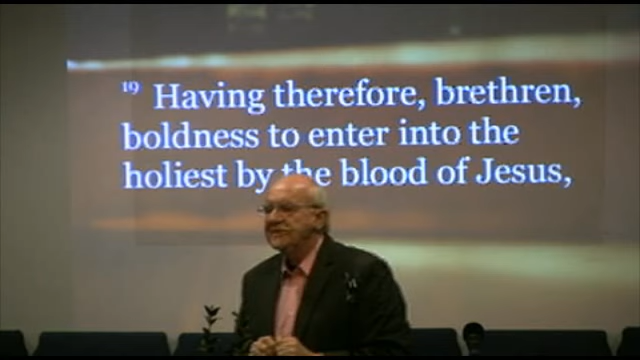 19 Having therefore, brethren,
boldness to enter into the
holiest by the blood of Jesus,